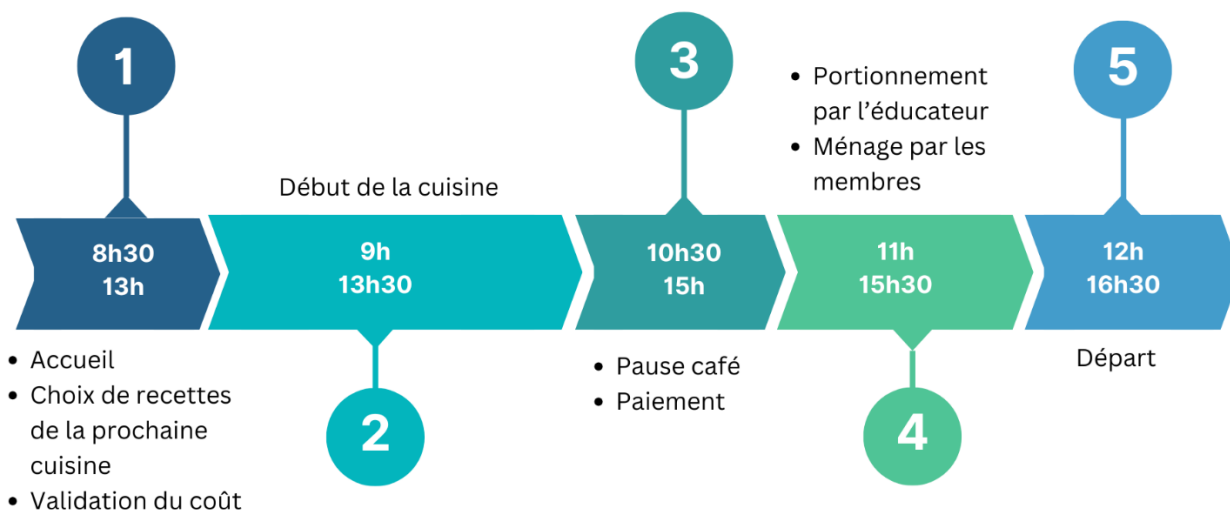 1
8h30
13h
• Accueil
• Choix de recettes
de la prochaine
cuisine
• Validation du coût
Début de la cuisine
9h
13h30
2
3
10h30
15h
• Pause café
• Paiement
• Portionnement
par l’éducateur
• Ménage par les
membres
11h
15h30
4
5
12h
16h30
Départ